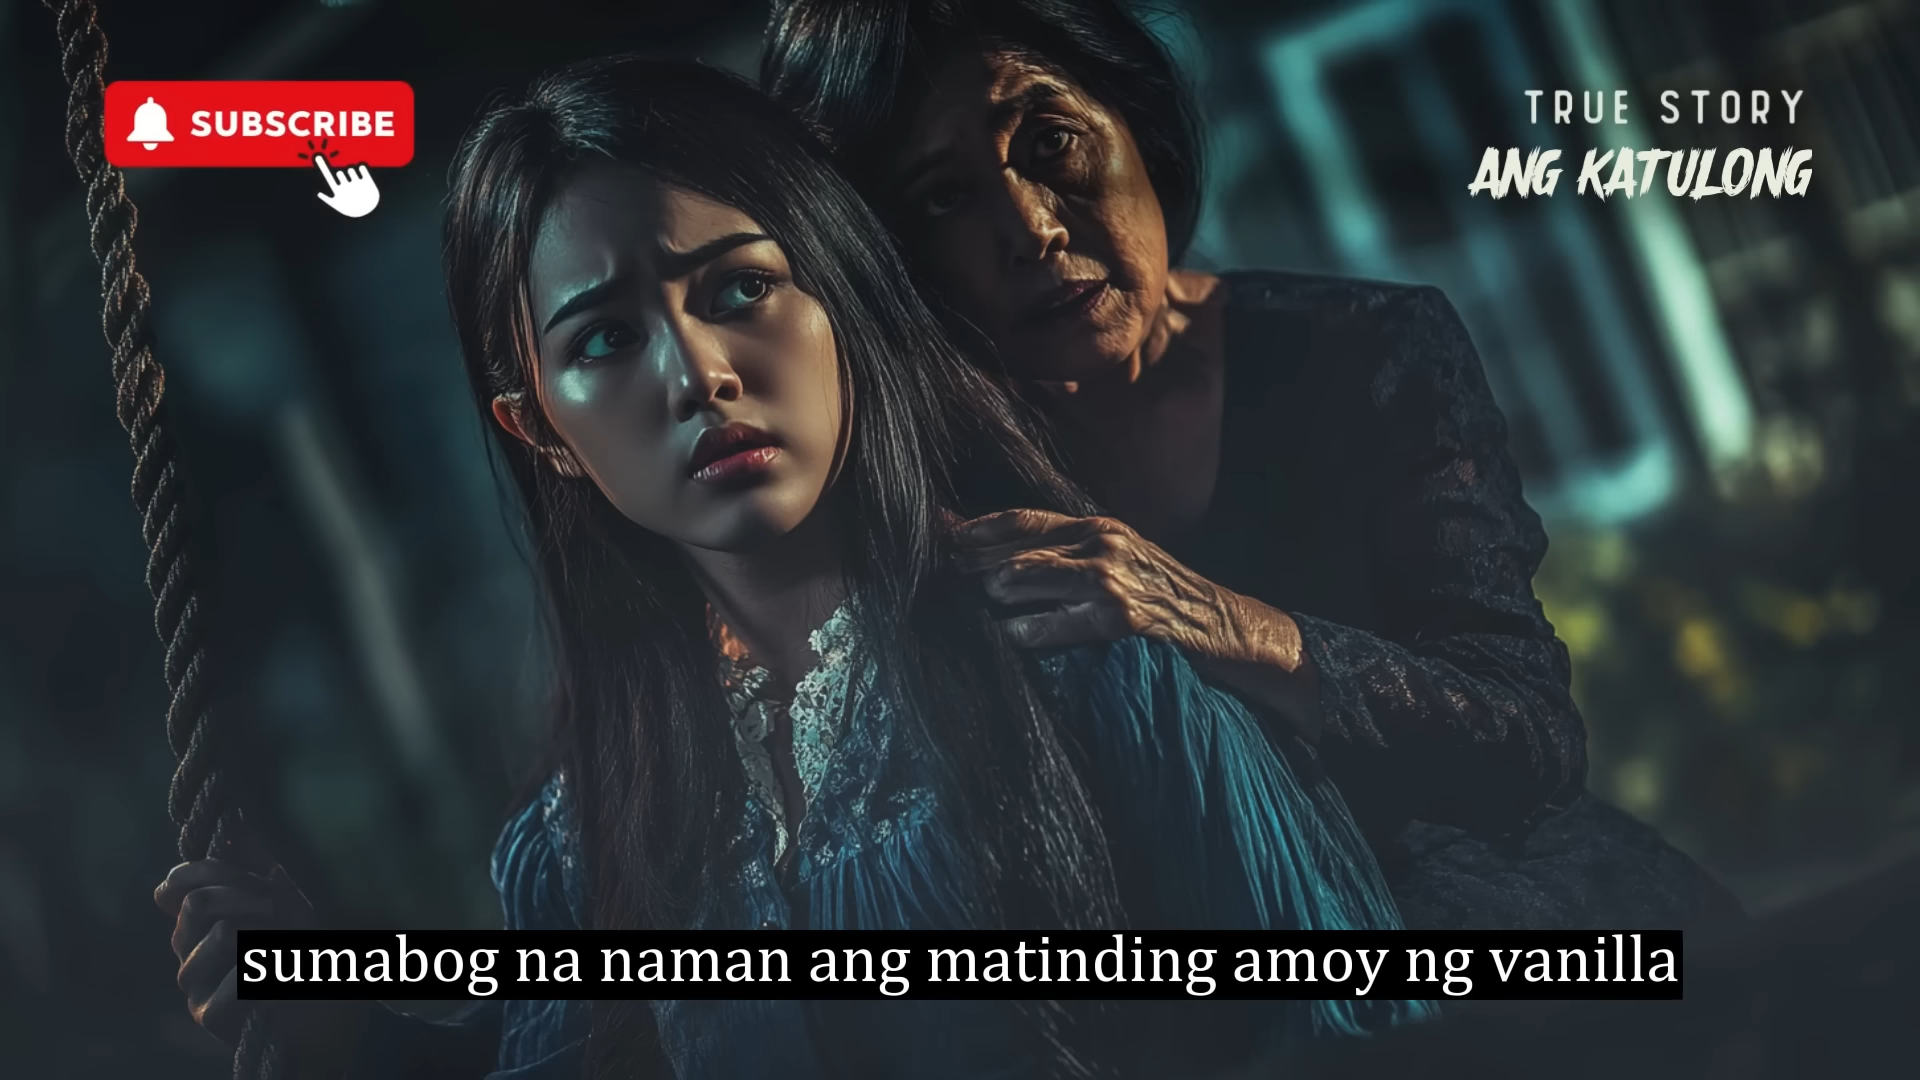 SUBSCRIBE
TRUE STORY
ANG KATULONG
sumabog na naman ang matinding amoy ng vanilla